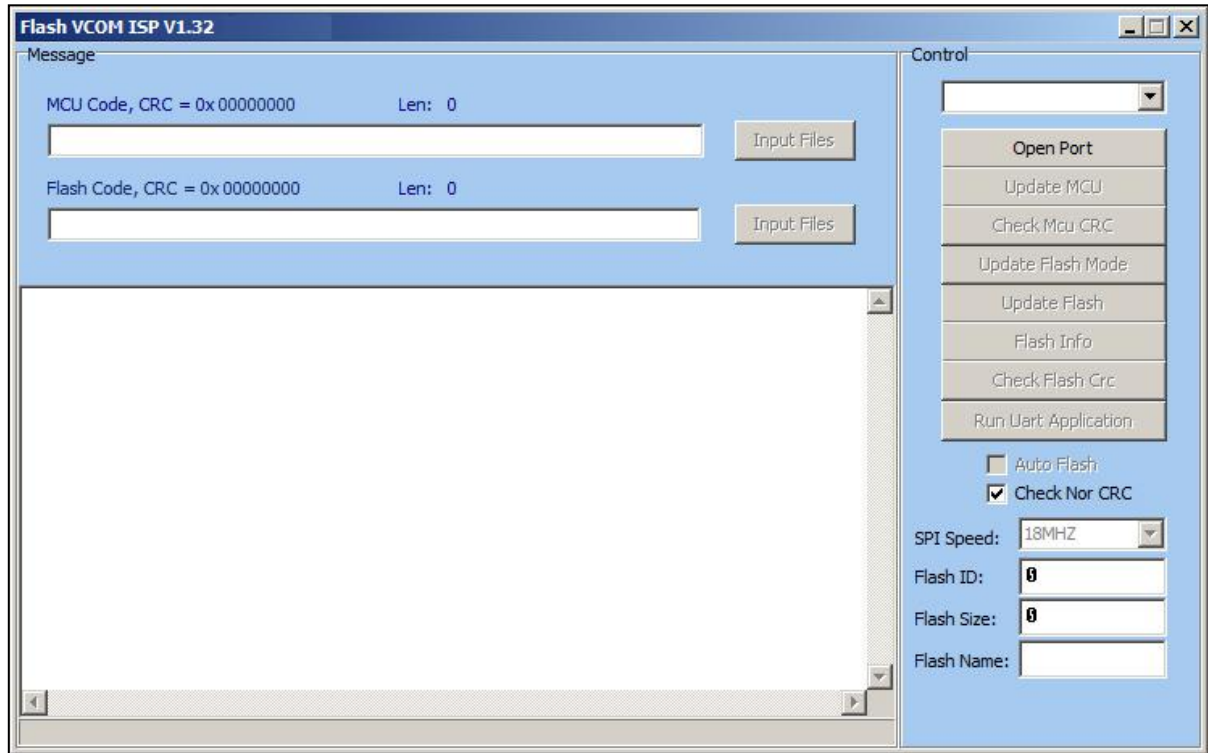 Flash VCOM ISP V1.32
Message
MCU Code, CRC = 0x 00000000 Len: 0
Input Files
Flash Code, CRC = 0x 00000000 Len: 0
Input Files
Control
Open Port
Update MCU
Check Mcu CRC
Update Flash Mode
Update Flash
Flash Info
Check Flash Crc
Run Uart Application
Auto Flash
Check Nor CRC
SPI Speed: 18MHZ
Flash ID: 0
Flash Size: 0
Flash Name: